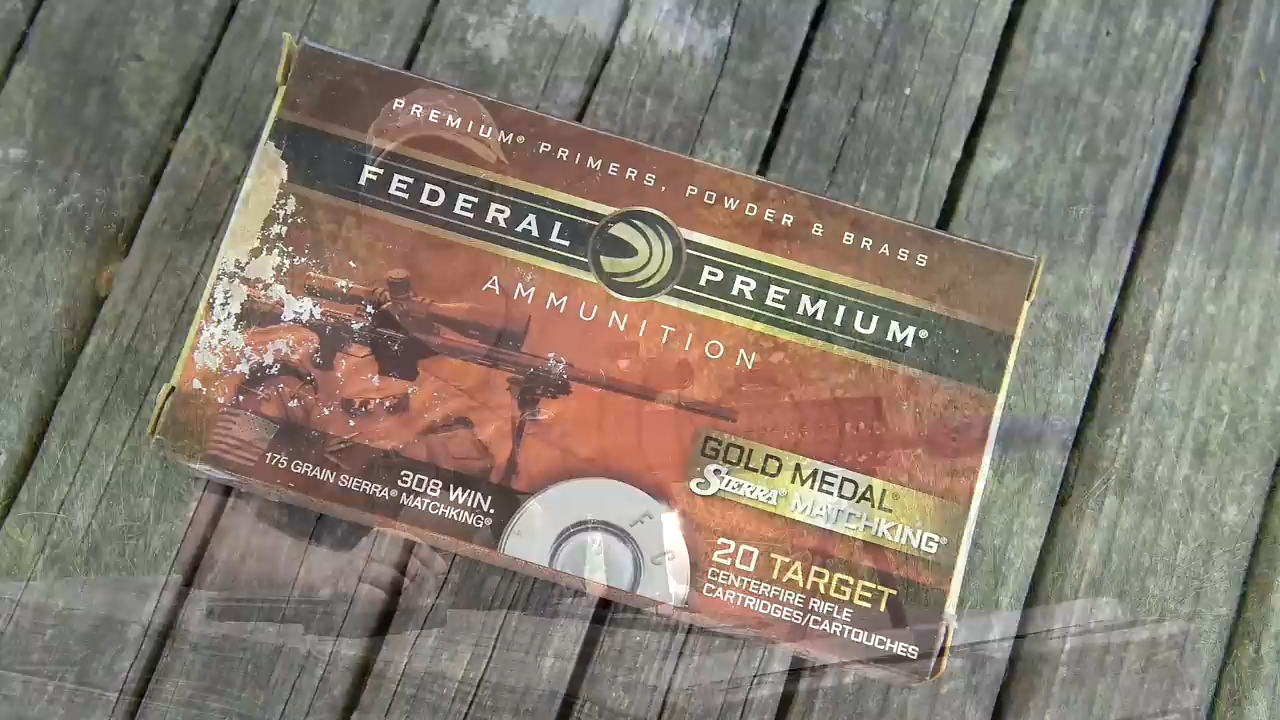 PREMIUM® PRIMERS, POWDER & BRASS
FEDERAL PREMIUM®
AMMUNITION
GOLD MEDAL®
SIERRA® MATCHKING®
308 WIN.
175 GRAIN SIERRA® MATCHKING®
F C
20 TARGET
CENTERFIRE RIFLE
CARTRIDGES/CARTOUCHES